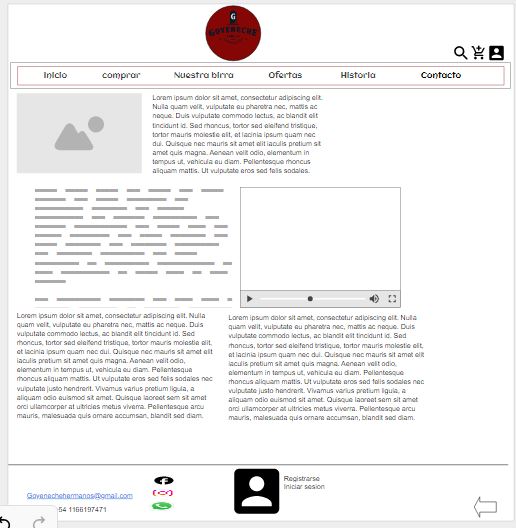 G
GOYENECHE
Inicio comprar Nuestra birra Ofertas Historia Contacto
Lorem ipsum dolor sit amet, consectetur adipiscing elit.
Nulla quam velit, vulputate eu pharetra nec, mattis ac
neque. Duis vulputate commodo lectus, ac blandit elit
tincidunt id. Sed rhoncus, tortor sed eleifend tristique,
tortor mauris molestie elit, et lacinia ipsum quam nec
dui. Quisque nec mauris sit amet elit iaculis pretium sit
amet quis magna. Aenean velit odio, elementum in
tempus ut, vehicula eu diam. Pellentesque rhoncus
aliquam mattis. Ut vulputate eros sed felis sodales.
Lorem ipsum dolor sit amet, consectetur adipiscing elit. Nulla
quam velit, vulputate eu pharetra nec, mattis ac neque. Duis
vulputate commodo lectus, ac blandit elit tincidunt id. Sed
rhoncus, tortor sed eleifend tristique, tortor mauris molestie elit,
et lacinia ipsum quam nec dui. Quisque nec mauris sit amet elit
iaculis pretium sit amet quis magna. Aenean velit odio,
elementum in tempus ut, vehicula eu diam. Pellentesque
rhoncus aliquam mattis. Ut vulputate eros sed felis sodales nec
vulputate justo hendrerit. Vivamus varius pretium ligula, a
aliquam odio euismod sit amet. Quisque laoreet sem sit amet
orci ullamcorper at ultricies metus viverra. Pellentesque arcu
mauris, malesuada quis ornare accumsan, blandit sed diam.
Lorem ipsum dolor sit amet, consectetur adipiscing elit. Nulla
quam velit, vulputate eu pharetra nec, mattis ac neque. Duis
vulputate commodo lectus, ac blandit elit tincidunt id. Sed
rhoncus, tortor sed eleifend tristique, tortor mauris molestie elit,
et lacinia ipsum quam nec dui. Quisque nec mauris sit amet elit
iaculis pretium sit amet quis magna. Aenean velit odio,
elementum in tempus ut, vehicula eu diam. Pellentesque
rhoncus aliquam mattis. Ut vulputate eros sed felis sodales nec
vulputate justo hendrerit. Vivamus varius pretium ligula, a
aliquam odio euismod sit amet. Quisque laoreet sem sit amet
orci ullamcorper at ultricies metus viverra. Pellentesque arcu
mauris, malesuada quis ornare accumsan, blandit sed diam.
Goyenechehermanos@gmail.com
54 1166197471
Registrarse
Iniciar sesion